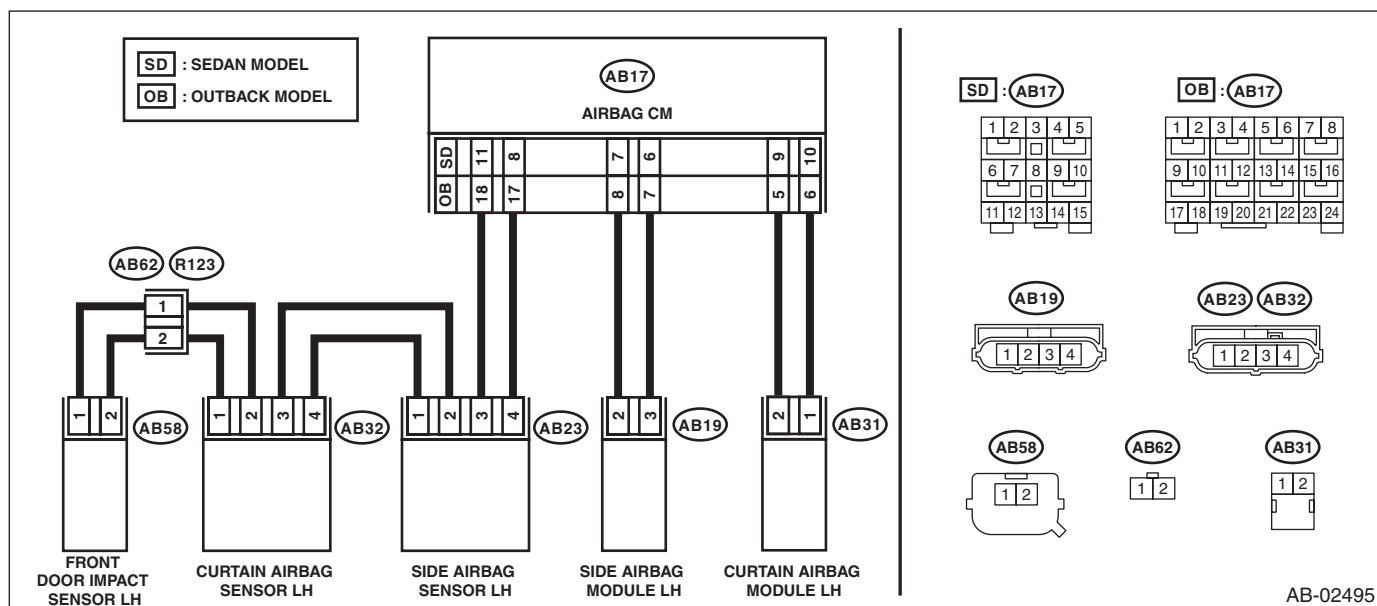 SD : SEDAN MODEL
OB : OUTBACK MODEL
AB17
AIRBAG CM
SD 11 8 7 6 9 10
OB 18 17 8 7 5 6
AB62 R123
1
2
1 2 AB58
1 2 3 4 AB32
1 2 3 4 AB23
2 3 AB19
2 1 AB31
FRONT
DOOR IMPACT
SENSOR LH
CURTAIN AIRBAG
SENSOR LH
SIDE AIRBAG
SENSOR LH
SIDE AIRBAG
MODULE LH
CURTAIN AIRBAG
MODULE LH
SD : AB17
1 2 3 4 5
6 7 8 9 10
11 12 13 14 15
OB : AB17
1 2 3 4 5 6 7 8
9 10 11 12 13 14 15 16
17 18 19 20 21 22 23 24
AB19
1 2 3 4
AB23 AB32
1 2 3 4
AB58
1 2
AB62
1 2
AB31
1 2
AB-02495